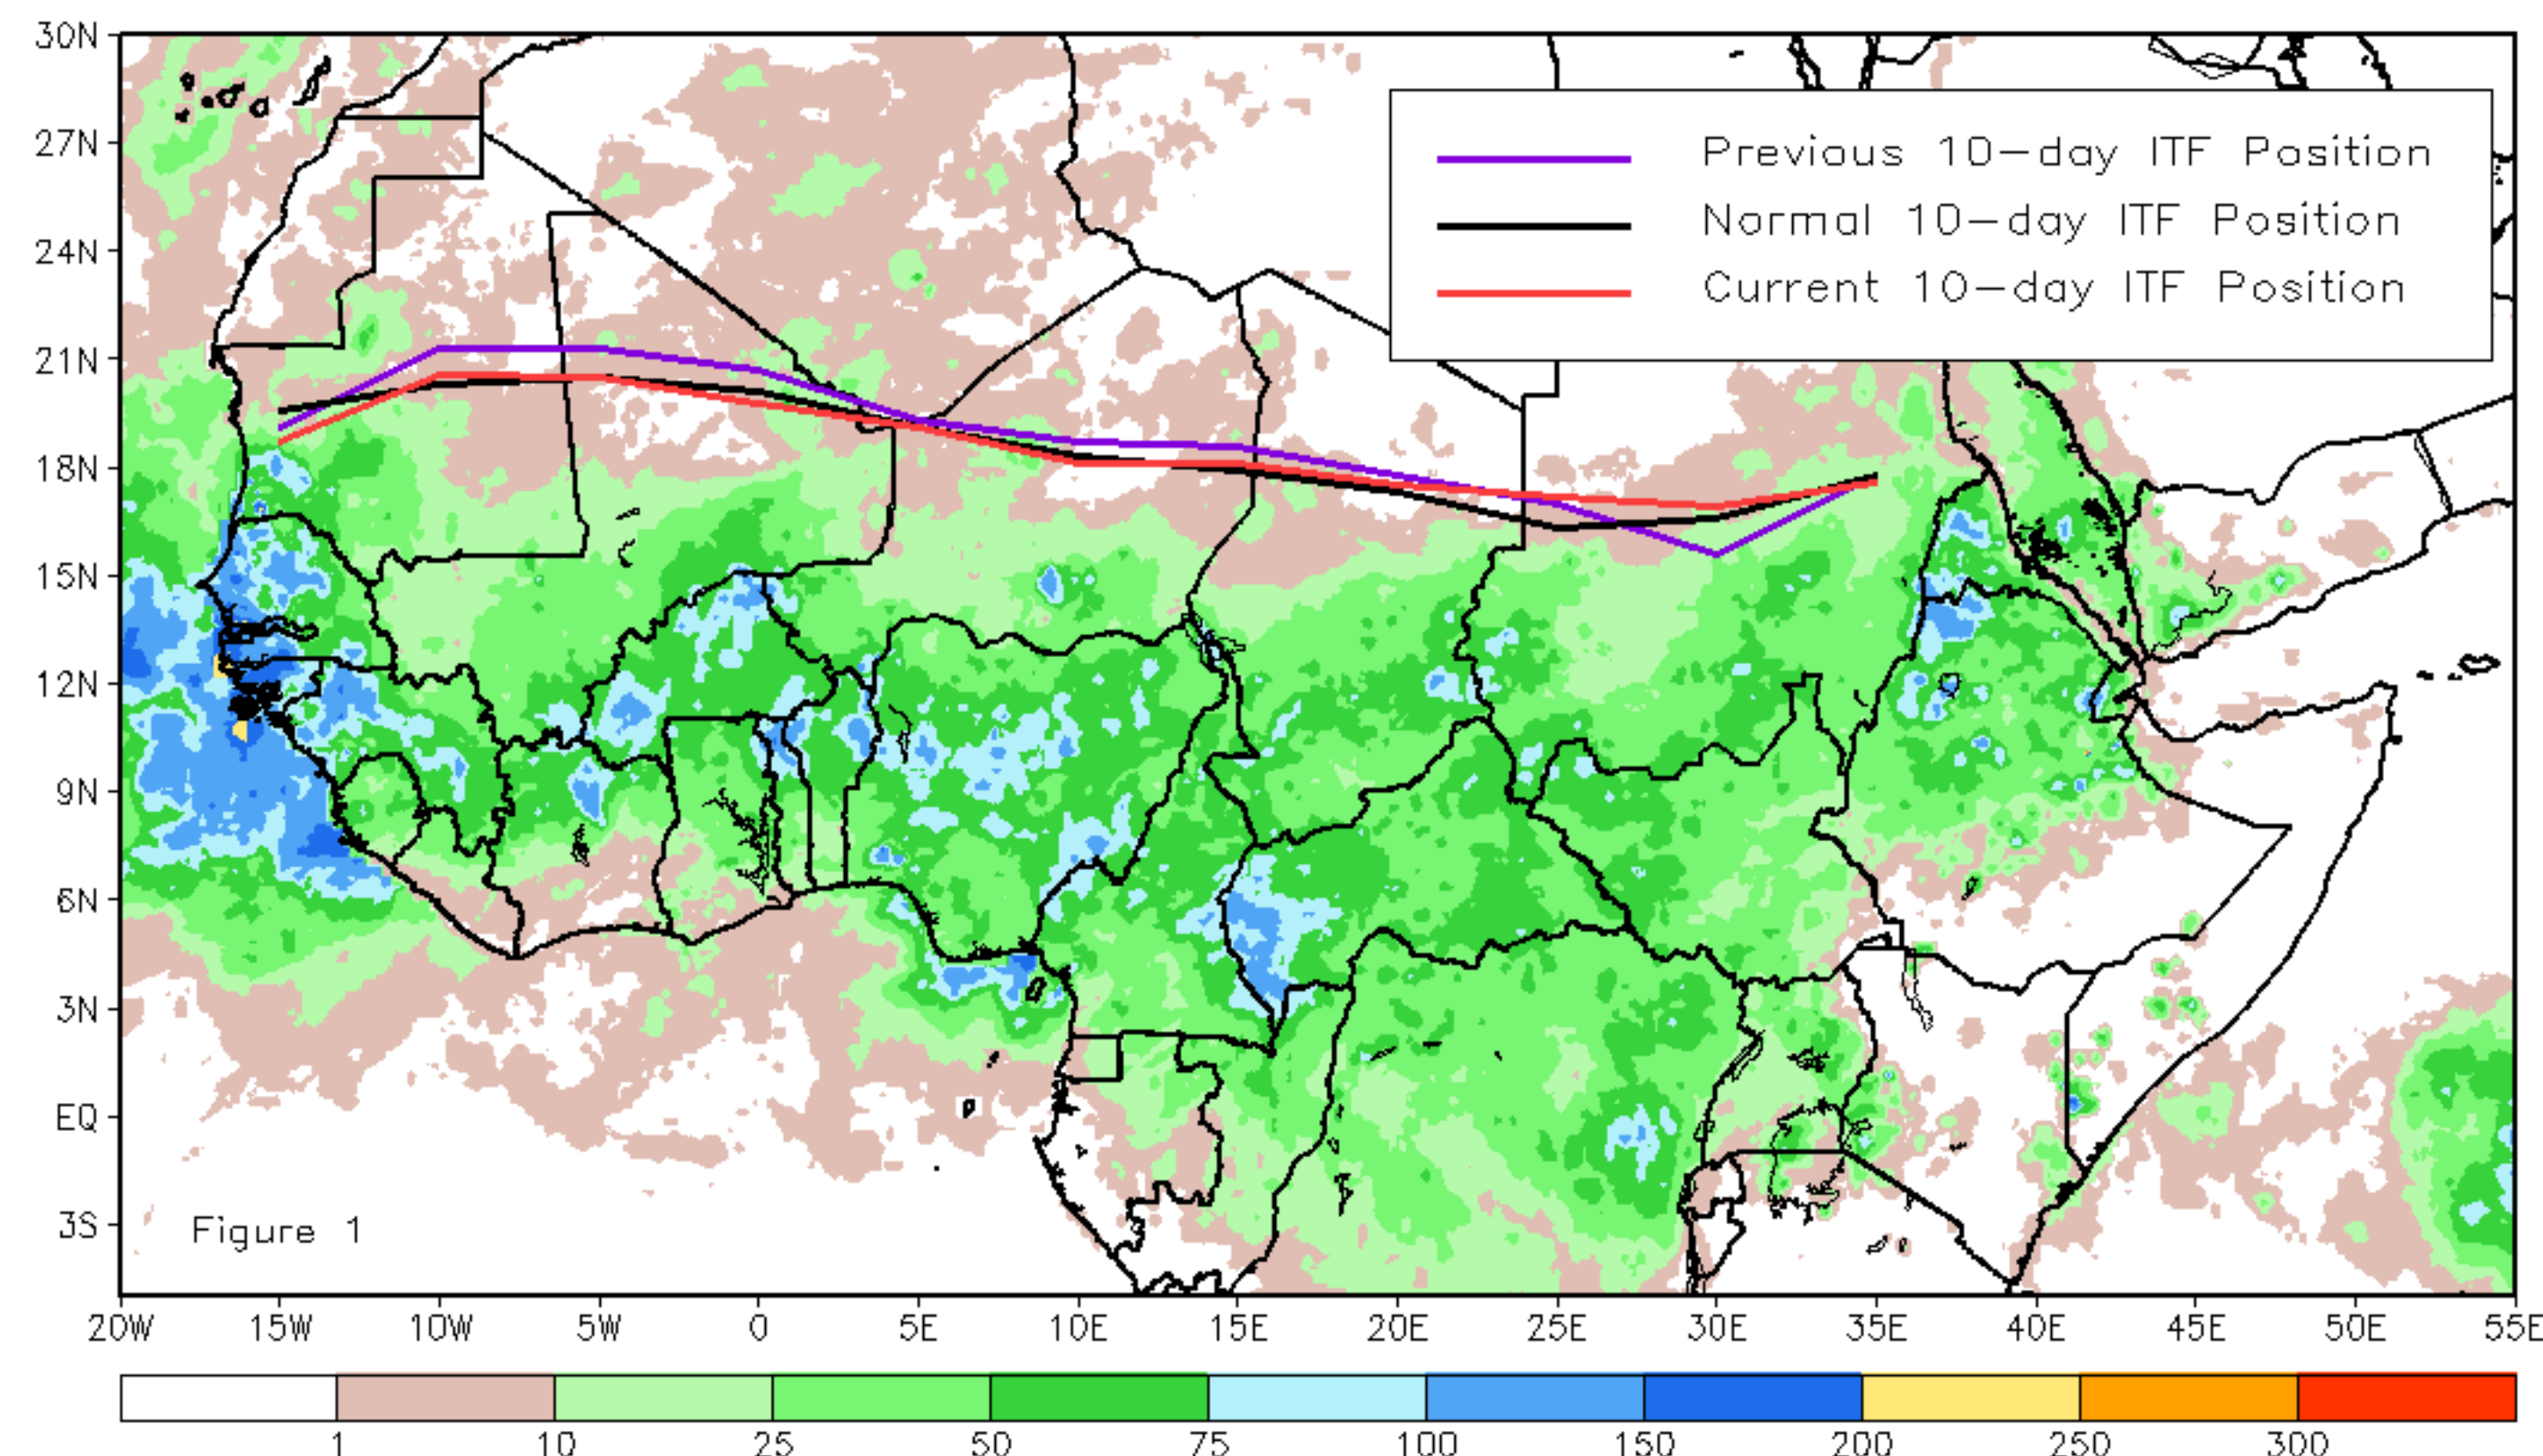 30N
27N
24N
21N
18N
15N
12N
9N
6N
3N
EQ
3S
Previous 10-day ITF Position
Normal 10-day ITF Position
Current 10-day ITF Position
Figure 1
20W 15W 10W 5W 0 5E 10E 15E 20E 25E 30E 35E 40E 45E 50E 55E
1 10 25 50 75 100 150 200 250 300